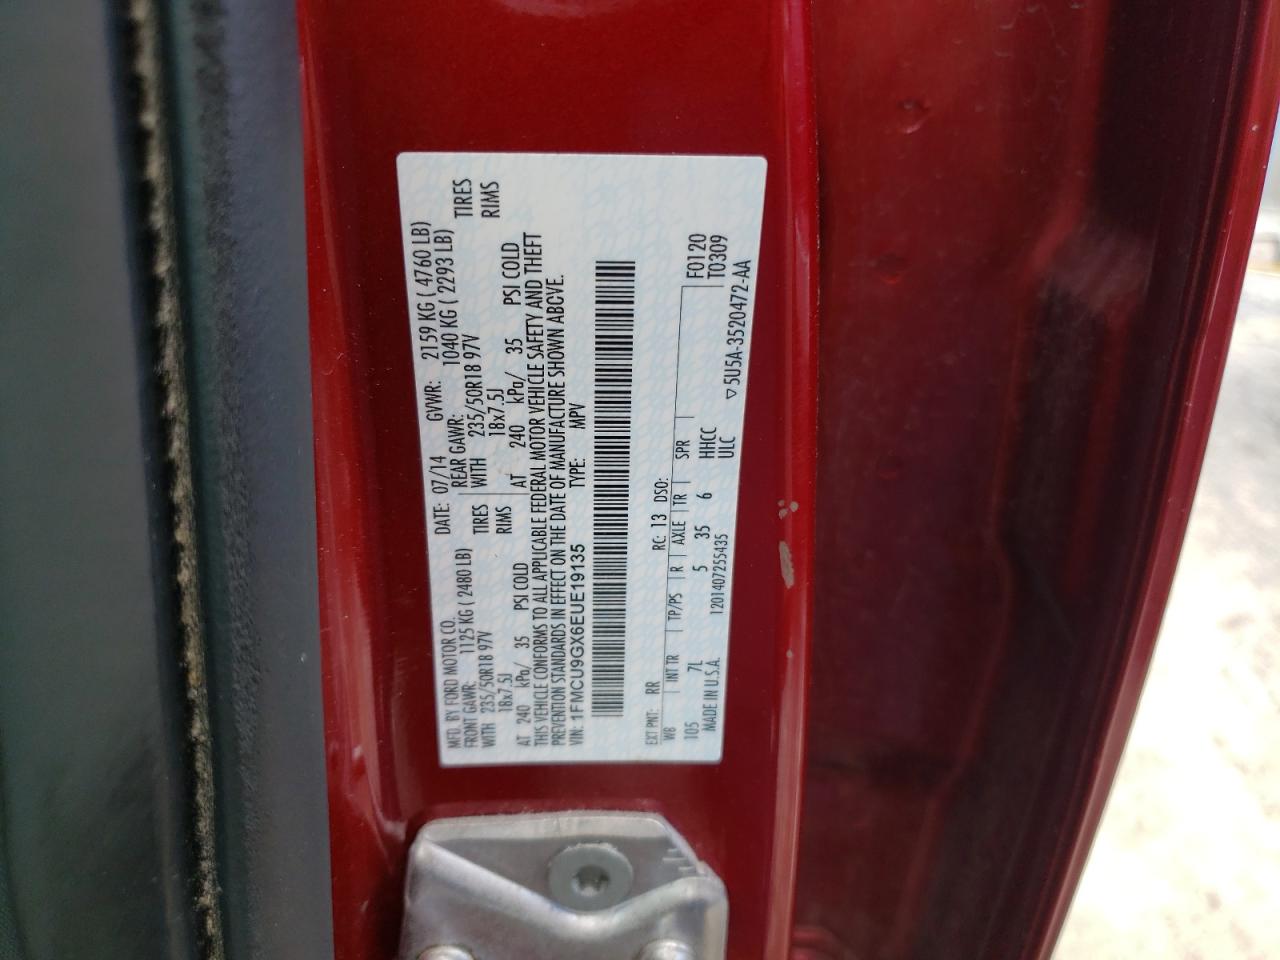 MFD. BY FORD MOTOR CO.
DATE: 07/14 GVWR: 2159 KG ( 4760 LB)
FRONT GAWR: 1125 KG ( 2480 LB) REAR GAWR: 1040 KG ( 2293 LB)
WITH 235/50R18 97V TIRES WITH 235/50R18 97V TIRES
18x7.5J RIMS 18x7.5J RIMS
AT 240 kPa/ 35 PSI COLD AT 240 kPa/ 35 PSI COLD
THIS VEHICLE CONFORMS TO ALL APPLICABLE FEDERAL MOTOR VEHICLE SAFETY AND THEFT
PREVENTION STANDARDS IN EFFECT ON THE DATE OF MANUFACTURE SHOWN ABOVE.
VIN: 1FMCU9GX6EUE19135 TYPE: MPV
EXT PNT: RR RC: 13 DSO:
WB INT TR TP/PS R AXLE TR SPR F0120
105 7L 5 35 6 HHCC T0309
MADE IN U.S.A. 1201407255435 ULC
▽5U5A-3520472-AA